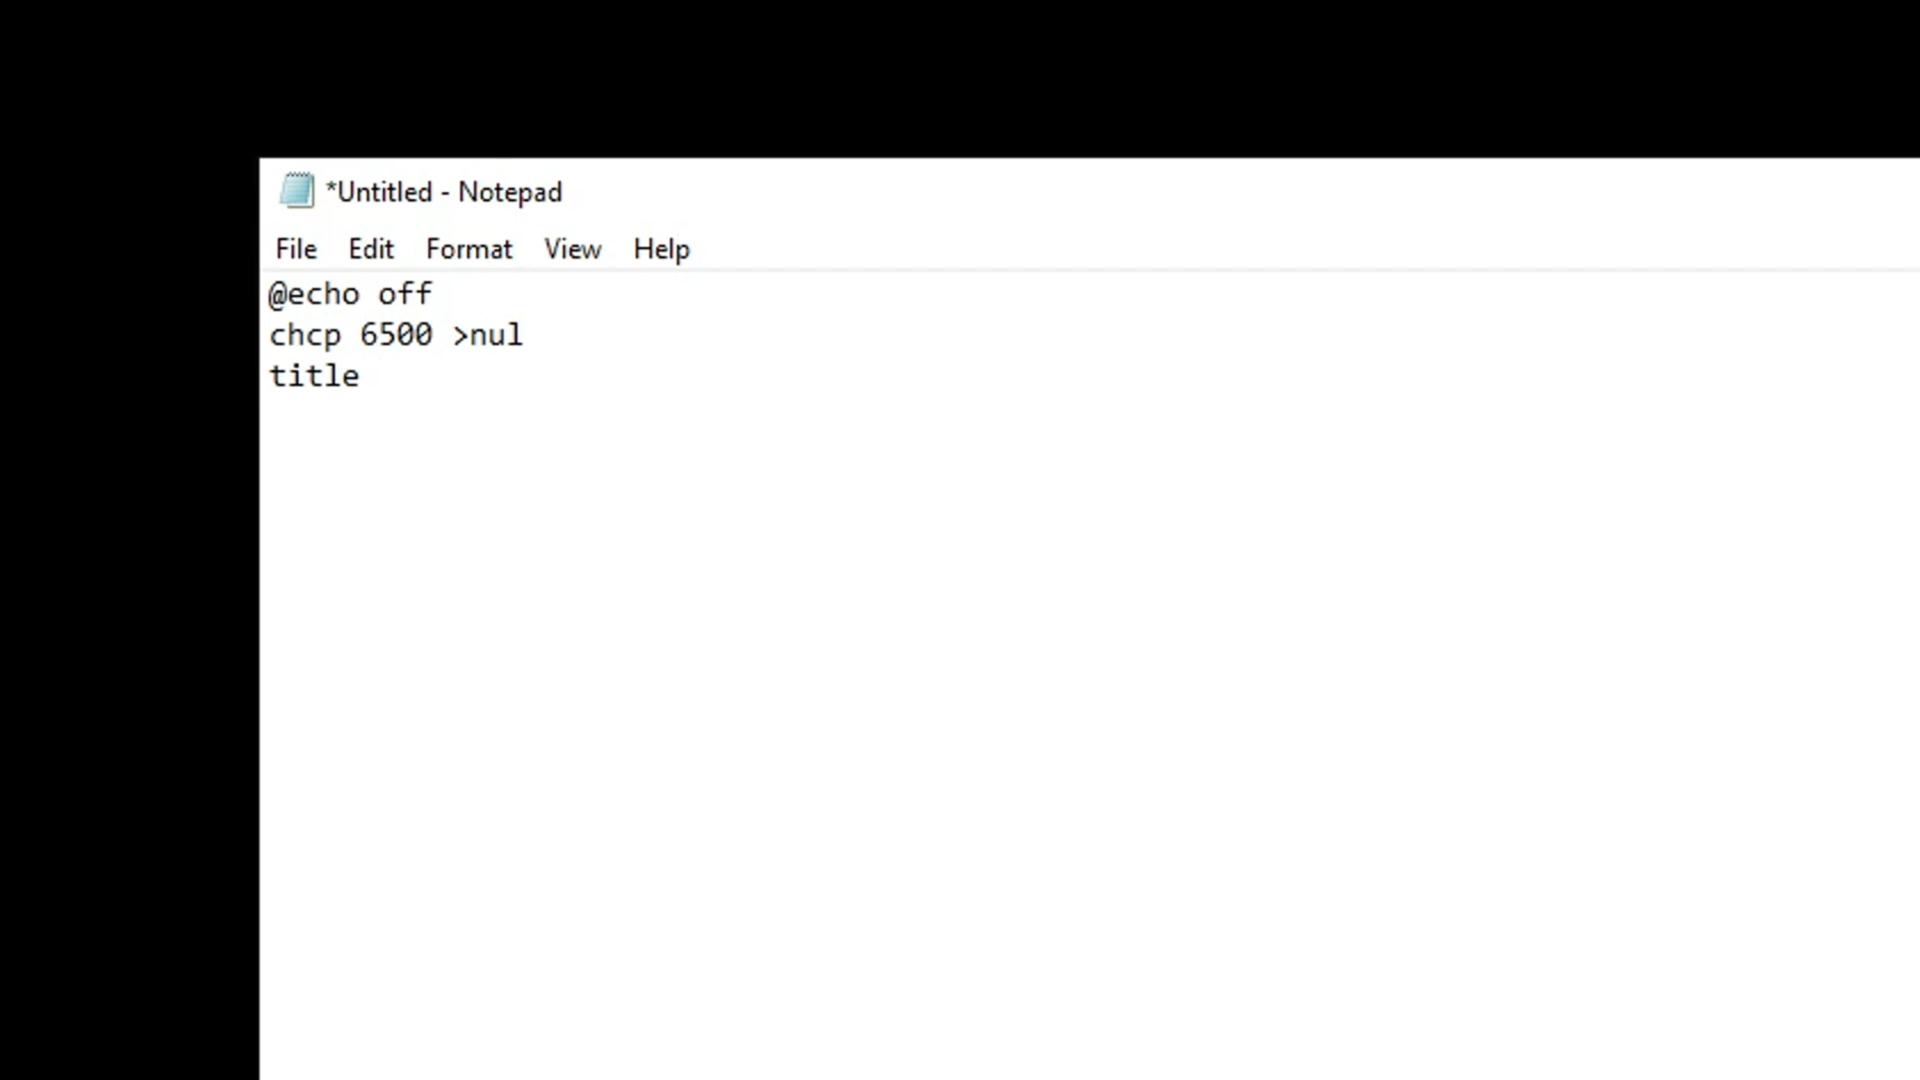 *Untitled - Notepad
File Edit Format View Help
@echo off
chcp 6500 >nul
title